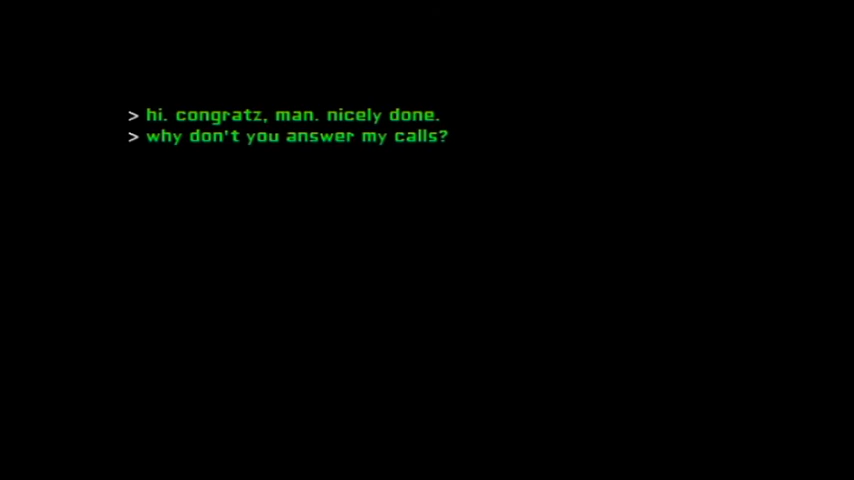 > hi. congratz, man. nicely done.
> why don't you answer my calls?